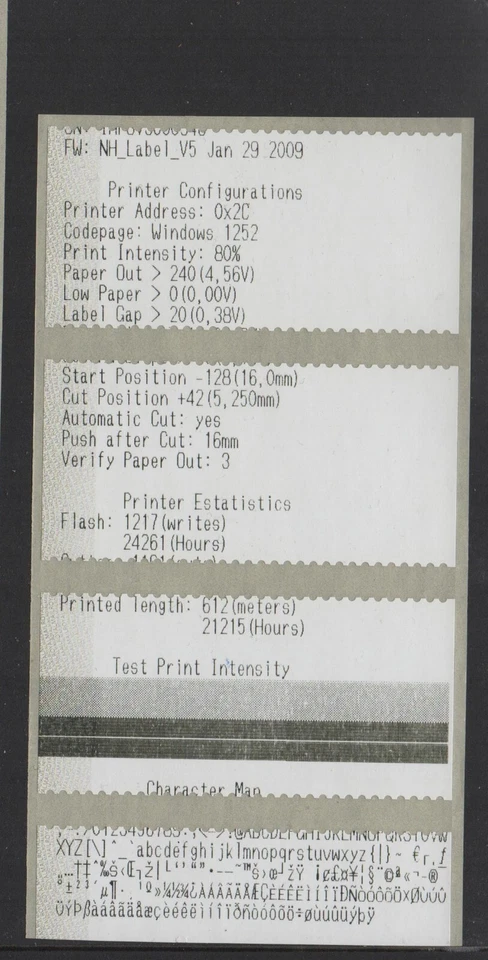 FW: NH_Label_V5 Jan 29 2009
Printer Configurations
Printer Address: 0x2C
Codepage: Windows 1252
Print Intensity: 80%
Paper Out > 240(4,56V)
Low Paper > 0(0,00V)
Label Gap > 20(0,38V)
Start Position -128(16,0mm)
Cut Position +42(5,250mm)
Automatic Cut: yes
Push after Cut: 16mm
Verify Paper Out: 3
Printer Estatistics
Flash: 1217(writes)
24261(Hours)
Printed length: 612(meters)
21215(Hours)
Test Print Intensity
Character Map
XYZ[\]^_`abcdefghijklmnopqrstuvwxyz{|}~